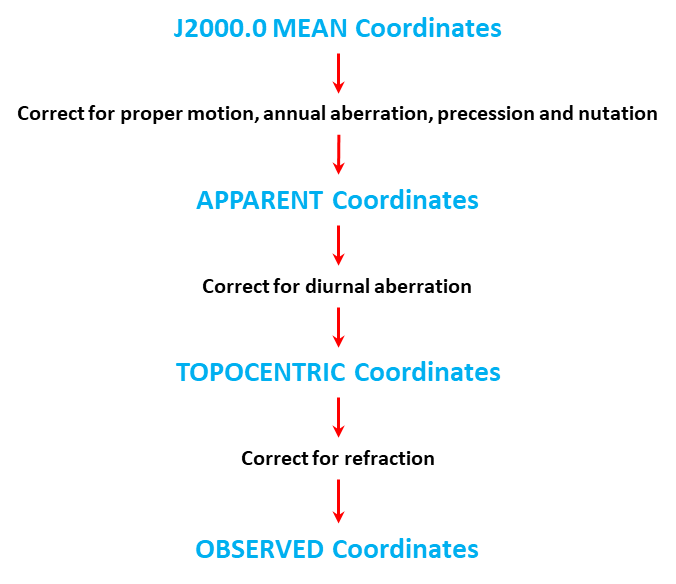 J2000.0 MEAN Coordinates
Correct for proper motion, annual aberration, precession and nutation
APPARENT Coordinates
Correct for diurnal aberration
TOPOCENTRIC Coordinates
Correct for refraction
OBSERVED Coordinates